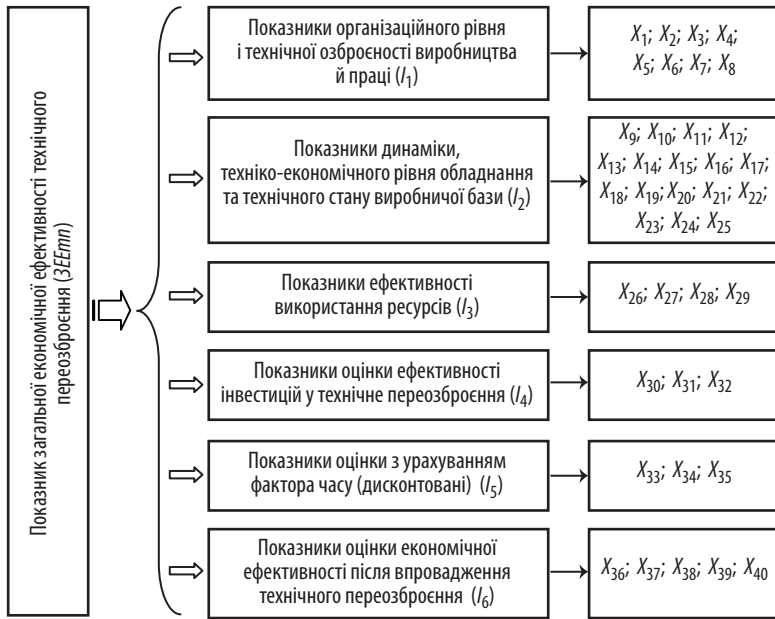 Показник загальної економічної ефективності технічного
переозброєння (ЗЕЕтп)
Показники організаційного рівня
і технічної озброєності виробництва
й праці (I₁)
X₁; X₂; X₃; X₄;
X₅; X₆; X₇; X₈
Показники динаміки,
техніко-економічного рівня обладнання
та технічного стану виробничої бази (I₂)
X₉; X₁₀; X₁₁; X₁₂;
X₁₃; X₁₄; X₁₅; X₁₆; X₁₇;
X₁₈; X₁₉; X₂₀; X₂₁; X₂₂;
X₂₃; X₂₄; X₂₅
Показники ефективності
використання ресурсів (I₃)
X₂₆; X₂₇; X₂₈; X₂₉
Показники оцінки ефективності
інвестицій у технічне переозброєння (I₄)
X₃₀; X₃₁; X₃₂
Показники оцінки з урахуванням
фактора часу (дисконтовані) (I₅)
X₃₃; X₃₄; X₃₅
Показники оцінки економічної
ефективності після впровадження
технічного переозброєння (I₆)
X₃₆; X₃₇; X₃₈; X₃₉; X₄₀